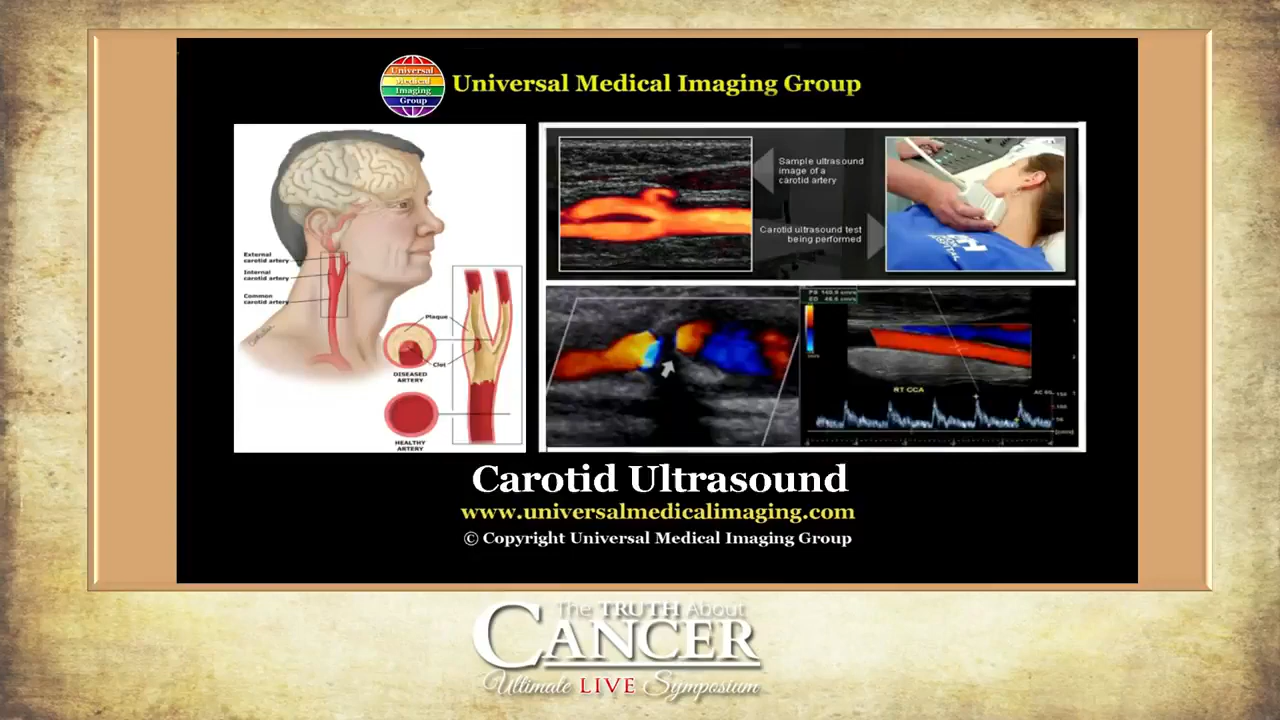 Universal
Medical
Imaging
Group
Universal Medical Imaging Group
External
carotid artery
Internal
carotid artery
Common
carotid artery
Plaque
Clot
DISEASED
ARTERY
HEALTHY
ARTERY
Sample ultrasound
image of a
carotid artery
Carotid ultrasound test
being performed
RT CCA
Carotid Ultrasound
www.universalmedicalimaging.com
© Copyright Universal Medical Imaging Group
The TRUTH About
CANCER
Ultimate LIVE Symposium